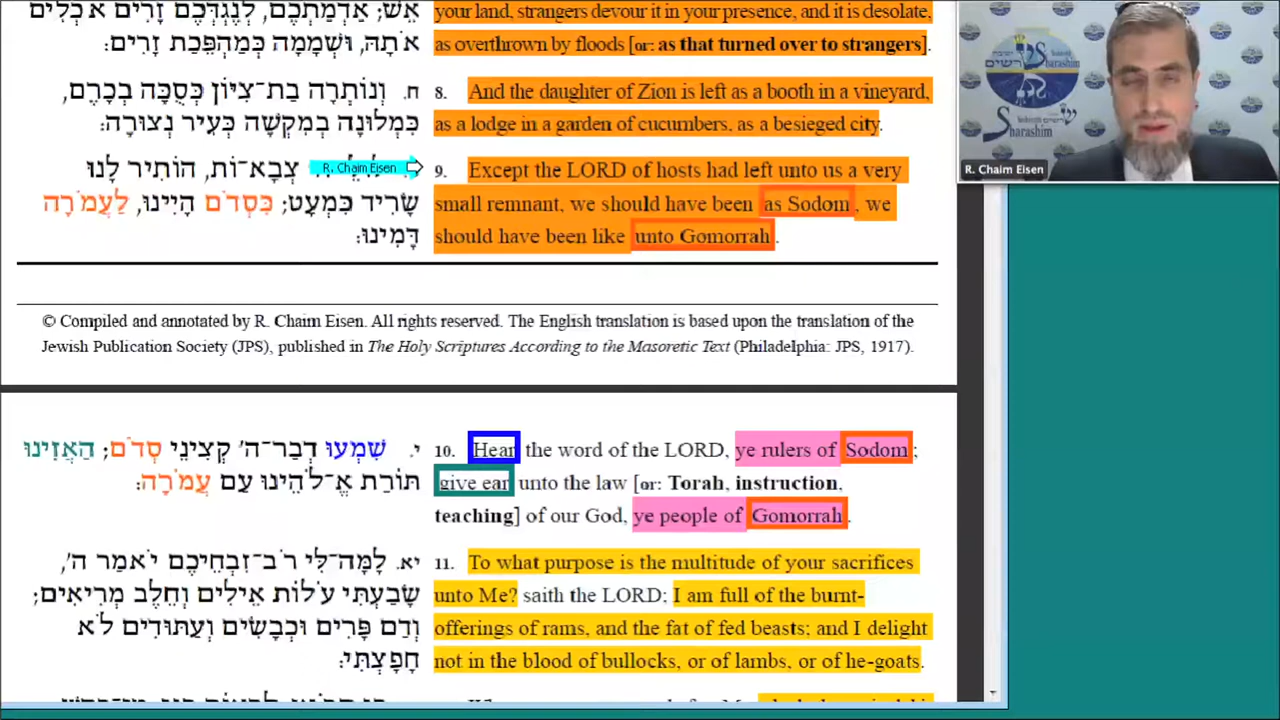 אֵשׁ; אַדְמַתְכֶם, לְנֶגְדְּכֶם זָרִים אֹכְלִים
אֹתָהּ, וּשְׁמָמָה כְּמַהְפֵּכַת זָרִים:
your land, strangers devour it in your presence, and it is desolate,
as overthrown by floods [or: as that turned over to strangers].
ח. וְנוֹתְרָה בַת־צִיּוֹן כְּסֻכָּה בְכָרֶם,
כִּמְלוּנָה בְמִקְשָׁה כְּעִיר נְצוּרָה:
8. And the daughter of Zion is left as a booth in a vineyard,
as a lodge in a garden of cucumbers, as a besieged city.
צְבָא־וֹת, הוֹתִיר לָנוּ
שָׂרִיד כִּמְעָט; כִּסְדֹם הָיִינוּ, לַעֲמֹרָה
דָּמִינוּ:
R. Chaim Eisen
9. Except the LORD of hosts had left unto us a very
small remnant, we should have been as Sodom, we
should have been like unto Gomorrah.
© Compiled and annotated by R. Chaim Eisen. All rights reserved. The English translation is based upon the translation of the
Jewish Publication Society (JPS), published in The Holy Scriptures According to the Masoretic Text (Philadelphia: JPS, 1917).
י. שִׁמְעוּ דְבַר־ה' קְצִינֵי סְדֹם; הַאֲזִינוּ
תּוֹרַת אֱ־לֹהֵינוּ עַם עֲמֹרָה:
10. Hear the word of the LORD, ye rulers of Sodom;
give ear unto the law [or: Torah, instruction,
teaching] of our God, ye people of Gomorrah.
יא. לָמָּה־לִּי רֹב־זִבְחֵיכֶם יֹאמַר ה',
שָׂבַעְתִּי עֹלוֹת אֵילִים וְחֵלֶב מְרִיאִים;
וְדַם פָּרִים וּכְבָשִׂים וְעַתּוּדִים לֹא
חָפָצְתִּי:
11. To what purpose is the multitude of your sacrifices
unto Me? saith the LORD; I am full of the burnt-
offerings of rams, and the fat of fed beasts; and I delight
not in the blood of bullocks, or of lambs, or of he-goats.
שרשים
Sharashim
R. Chaim Eisen